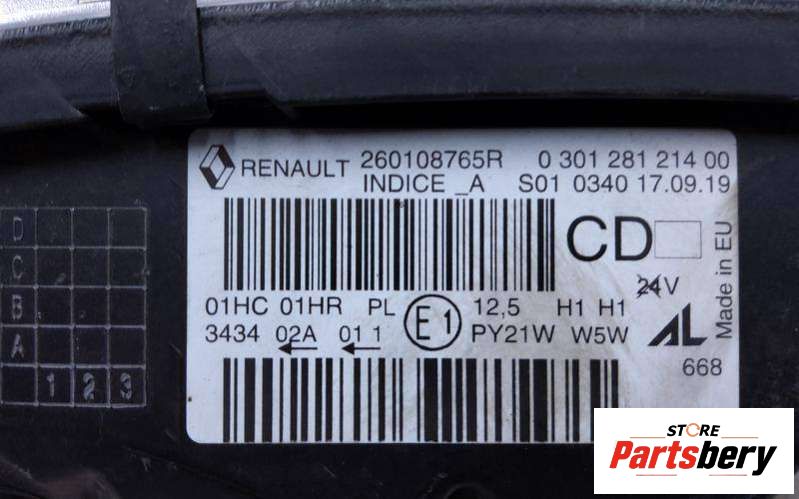 RENAULT 260108765R 0 301 281 214 00
INDICE _A S01 0340 17.09.19
CD
24V
Made in EU
01HC 01HR PL E1 12,5 H1 H1
3434 02A 01 1 PY21W W5W
AL
668
D
C
B
A
1 2 3
STORE
Partsbery